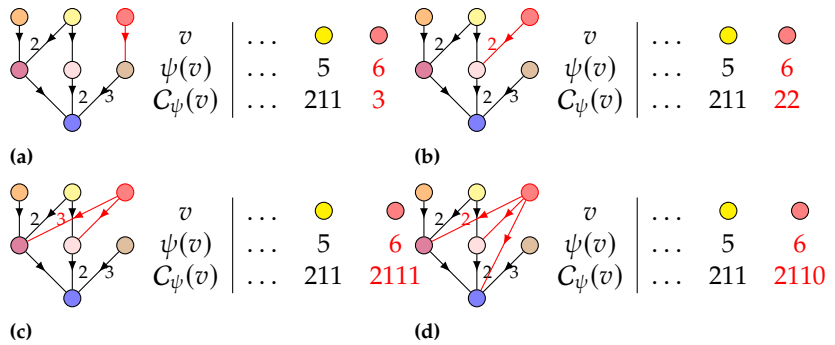 2 v ... 2 v ...
ψ(v) ... 5 6 ψ(v) ... 5 6
2 3 C_ψ(v) ... 211 3 2 3 C_ψ(v) ... 211 22
(a) (b)
2 3 v ... 2 2 v ...
ψ(v) ... 5 6 ψ(v) ... 5 6
2 3 C_ψ(v) ... 211 2111 2 3 C_ψ(v) ... 211 2110
(c) (d)